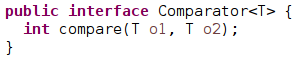 public interface Comparator<T> {
  int compare(T o1, T o2);
}